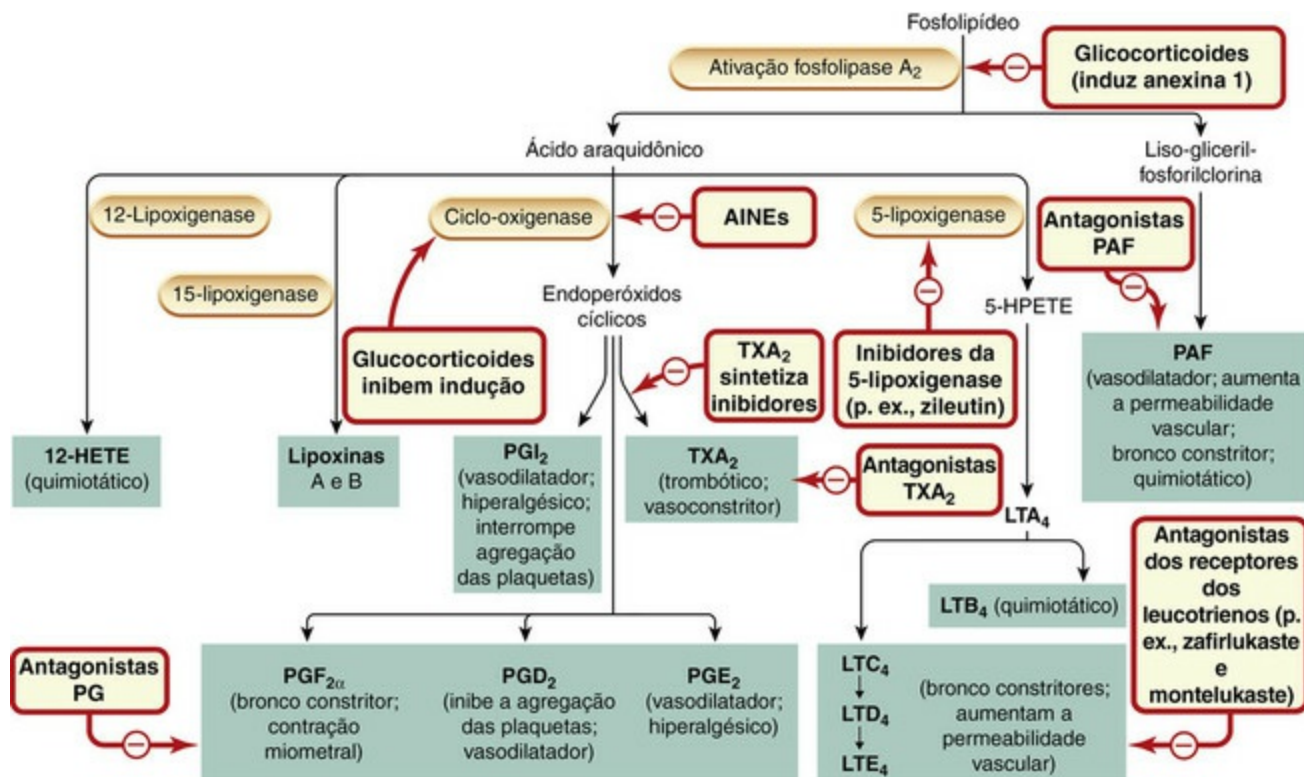 Fosfolipídeo
Ativação fosfolipase A2
Glicocorticoides
(induz anexina 1)
Ácido araquidônico
Liso-gliceril-
fosforilclorina
12-Lipoxigenase
Ciclo-oxigenase
AINEs
5-lipoxigenase
Antagonistas
PAF
15-lipoxigenase
Endoperóxidos
cíclicos
5-HPETE
Glucocorticoides
inibem indução
TXA2
sintetiza
inibidores
Inibidores da
5-lipoxigenase
(p. ex., zileutin)
PAF
(vasodilatador; aumenta
a permeabilidade
vascular;
bronco constritor;
quimiotático)
12-HETE
(quimiotático)
Lipoxinas
A e B
PGI2
(vasodilatador;
hiperalgésico;
interrompe
agregação
das plaquetas)
TXA2
(trombótico;
vasoconstritor)
Antagonistas
TXA2
LTA4
Antagonistas
dos receptores
dos
leucotrienos (p.
ex., zafirlukaste
e
montelukaste)
LTB4 (quimiotático)
Antagonistas
PG
PGF2α
(bronco constritor;
contração
miometral)
PGD2
(inibe a agregação
das plaquetas;
vasodilatador)
PGE2
(vasodilatador;
hiperalgésico)
LTC4
LTD4
LTE4
(bronco constritores;
aumentam a
permeabilidade
vascular)